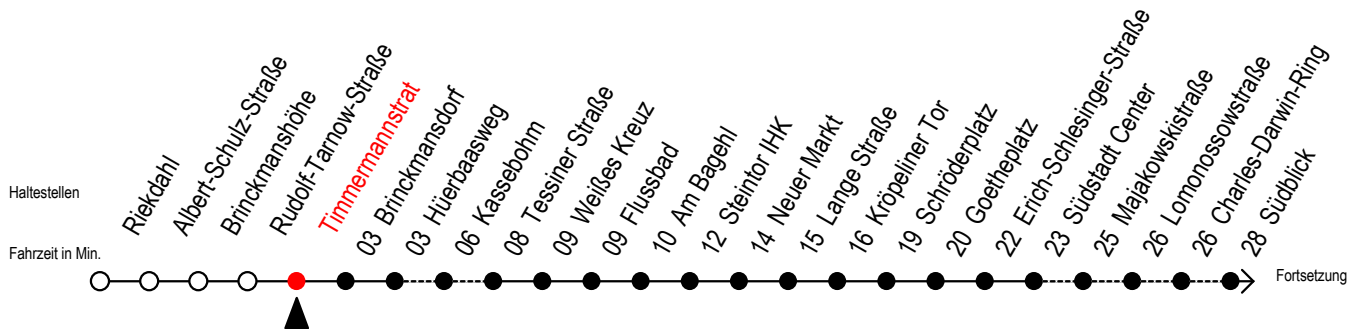 Haltestellen
Riekdahl
Albert-Schulz-Straße
Brinckmanshöhe
Rudolf-Tarnow-Straße
Timmermannstrat
03 Brinckmansdorf
03 Hüerbaasweg
06 Kassebohm
08 Tessiner Straße
09 Weißes Kreuz
09 Flussbad
10 Am Bagehl
12 Steintor IHK
14 Neuer Markt
15 Lange Straße
16 Kröpeliner Tor
19 Schröderplatz
20 Goetheplatz
22 Erich-Schlesinger-Straße
23 Südstadt Center
25 Majakowskistraße
26 Lomonossowstraße
26 Charles-Darwin-Ring
28 Südblick
Fahrzeit in Min.
Fortsetzung